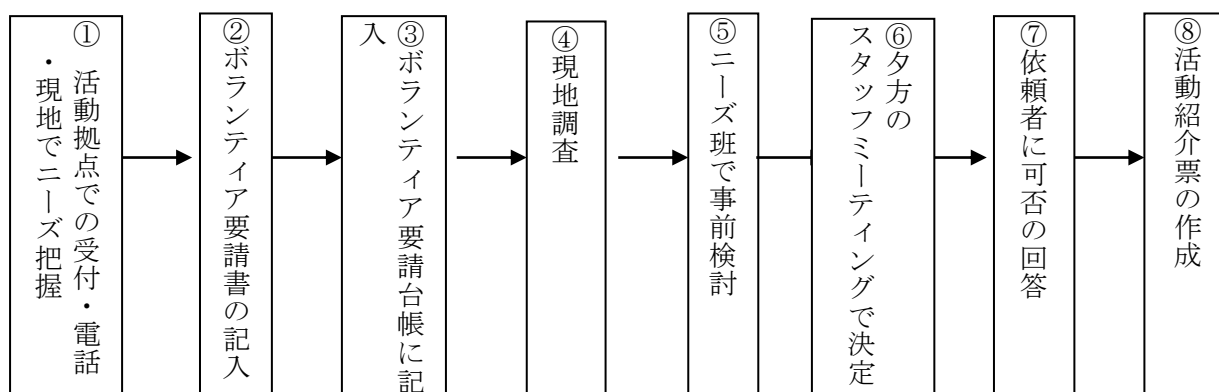 ① 活動拠点での受付・電話
・現地でニーズ把握
②ボランティア要請書の記入
③ボランティア要請台帳に記
入
④現地調査
⑤ニーズ班で事前検討
⑥夕方の
スタッフミーティングで決定
⑦依頼者に可否の回答
⑧活動紹介票の作成